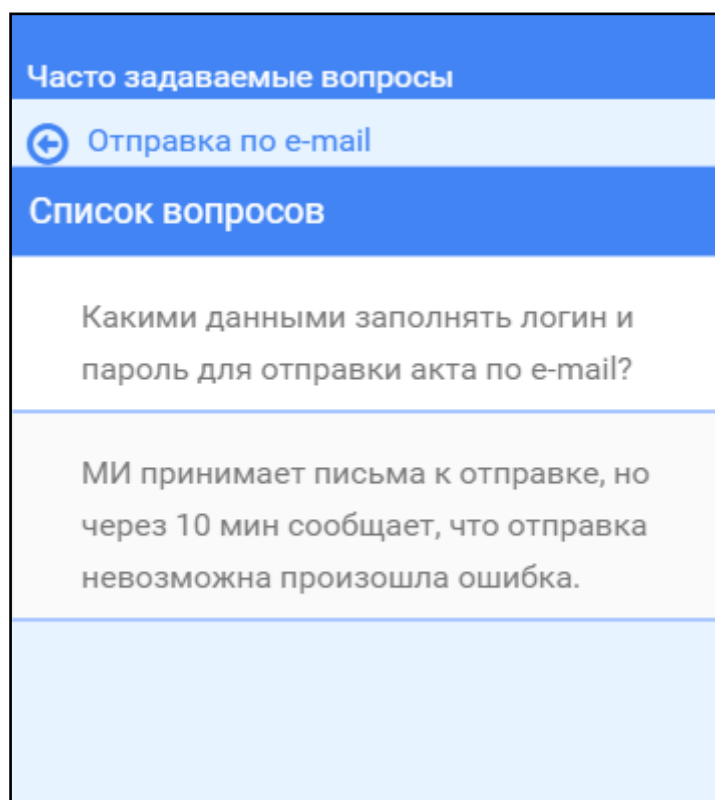 Часто задаваемые вопросы
Отправка по e-mail
Список вопросов
Какими данными заполнять логин и
пароль для отправки акта по e-mail?
МИ принимает письма к отправке, но
через 10 мин сообщает, что отправка
невозможна произошла ошибка.